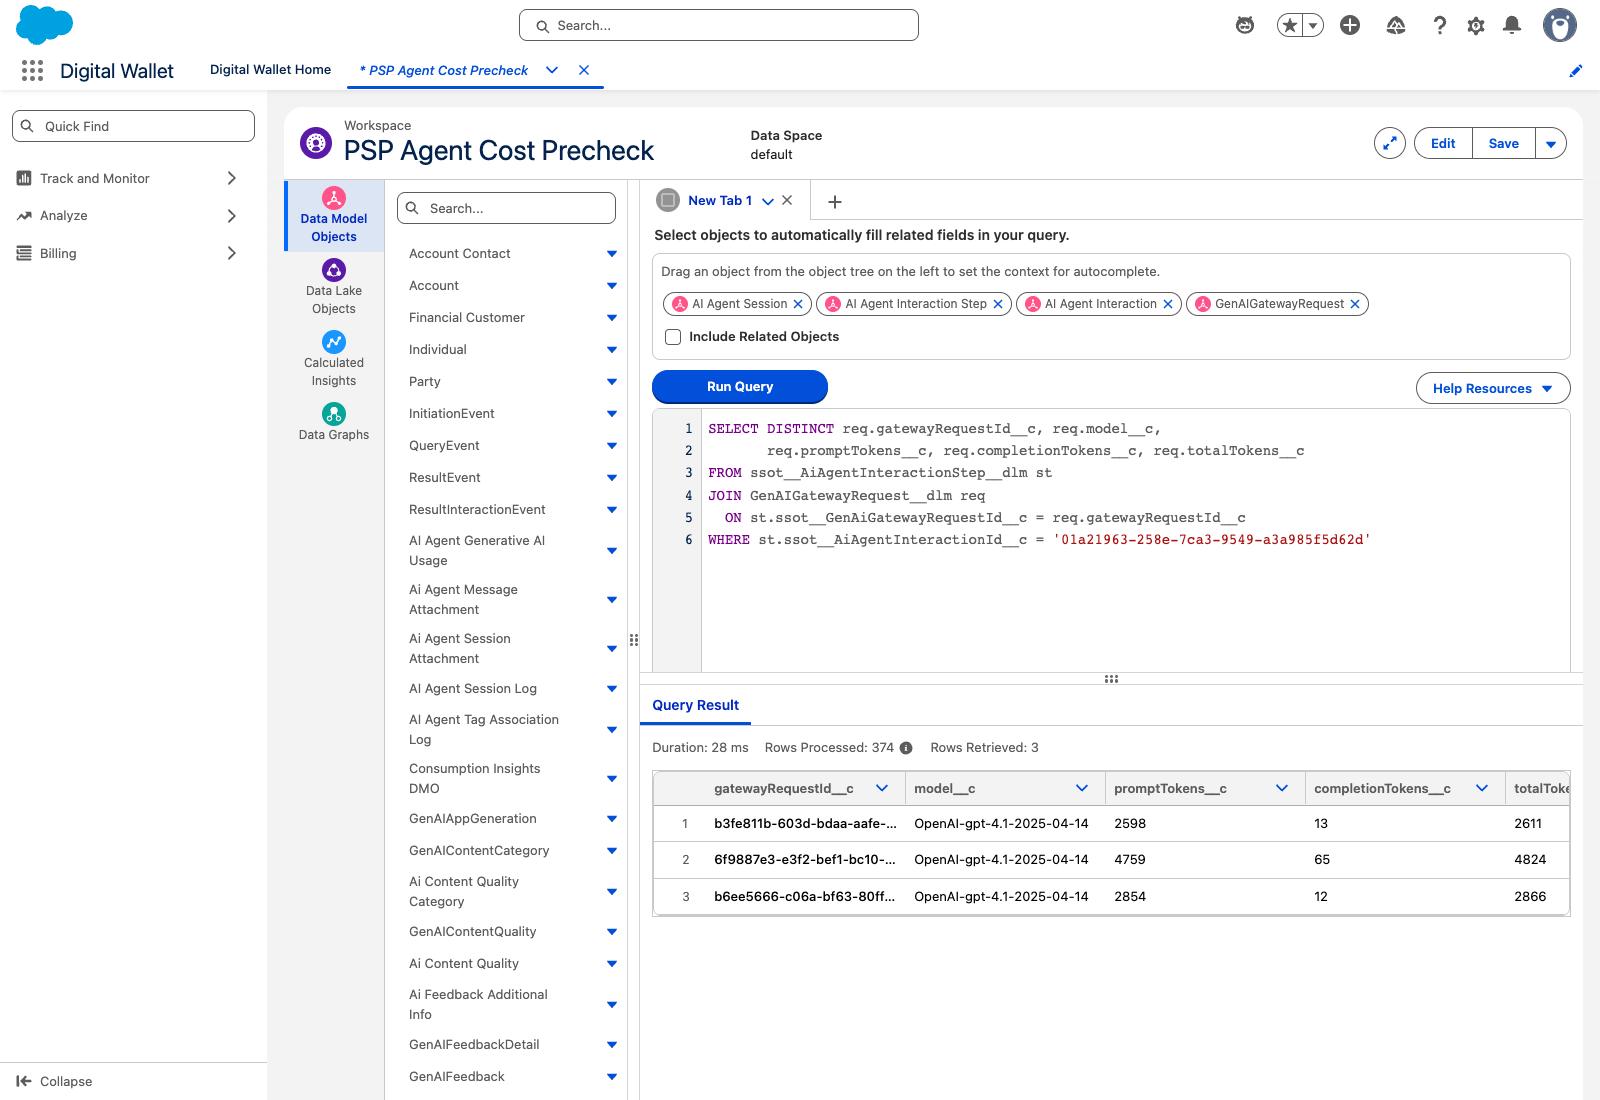 Search...
Digital Wallet
Digital Wallet Home
* PSP Agent Cost Precheck
Quick Find
Track and Monitor
Analyze
Billing
Collapse
Workspace
PSP Agent Cost Precheck
Data Space
default
Edit
Save
Data Model
Objects
Data Lake
Objects
Calculated
Insights
Data Graphs
Search...
Account Contact
Account
Financial Customer
Individual
Party
InitiationEvent
QueryEvent
ResultEvent
ResultInteractionEvent
AI Agent Generative AI
Usage
Ai Agent Message
Attachment
Ai Agent Session
Attachment
AI Agent Session Log
AI Agent Tag Association
Log
Consumption Insights
DMO
GenAIAppGeneration
GenAIContentCategory
Ai Content Quality
Category
GenAIContentQuality
Ai Content Quality
Ai Feedback Additional
Info
GenAIFeedbackDetail
GenAIFeedback
New Tab 1
Select objects to automatically fill related fields in your query.
Drag an object from the object tree on the left to set the context for autocomplete.
AI Agent Session
AI Agent Interaction Step
AI Agent Interaction
GenAIGatewayRequest
Include Related Objects
Run Query
Help Resources
1 SELECT DISTINCT req.gatewayRequestId__c, req.model__c,
2 req.promptTokens__c, req.completionTokens__c, req.totalTokens__c
3 FROM ssot__AiAgentInteractionStep__dlm st
4 JOIN GenAIGatewayRequest__dlm req
5 ON st.ssot__GenAiGatewayRequestId__c = req.gatewayRequestId__c
6 WHERE st.ssot__AiAgentInteractionId__c = '01a21963-258e-7ca3-9549-a3a985f5d62d'
Query Result
Duration: 28 ms Rows Processed: 374 Rows Retrieved: 3
gatewayRequestId__c model__c promptTokens__c completionTokens__c totalToke
1 b3fe811b-603d-bdaa-aafe-... OpenAI-gpt-4.1-2025-04-14 2598 13 2611
2 6f9887e3-e3f2-bef1-bc10-... OpenAI-gpt-4.1-2025-04-14 4759 65 4824
3 b6ee5666-c06a-bf63-80ff... OpenAI-gpt-4.1-2025-04-14 2854 12 2866